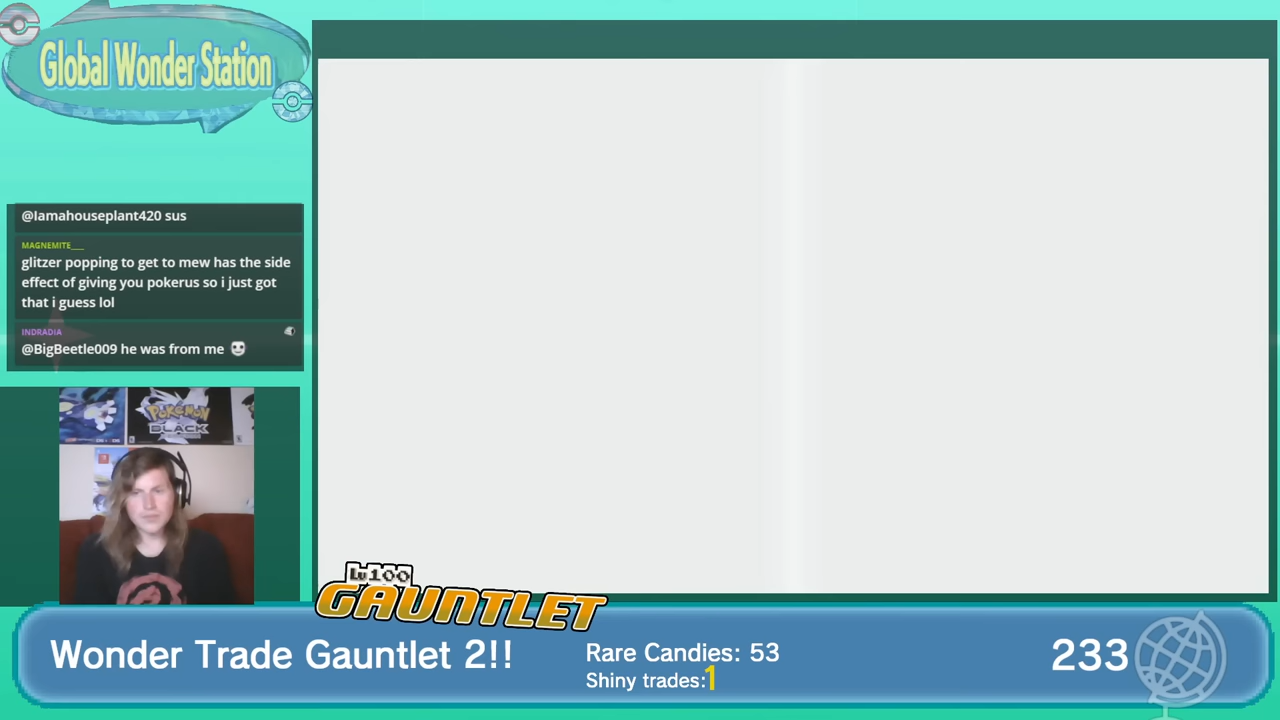 Global Wonder Station
@Iamahouseplant420 sus
MAGNEMITE___
glitzer popping to get to mew has the side
effect of giving you pokerus so i just got
that i guess lol
INDRADIA
@BigBeetle009 he was from me
POKéMON
BLACK
Lv100
GAUNTLET
Wonder Trade Gauntlet 2!!
Rare Candies: 53
Shiny trades:1
233